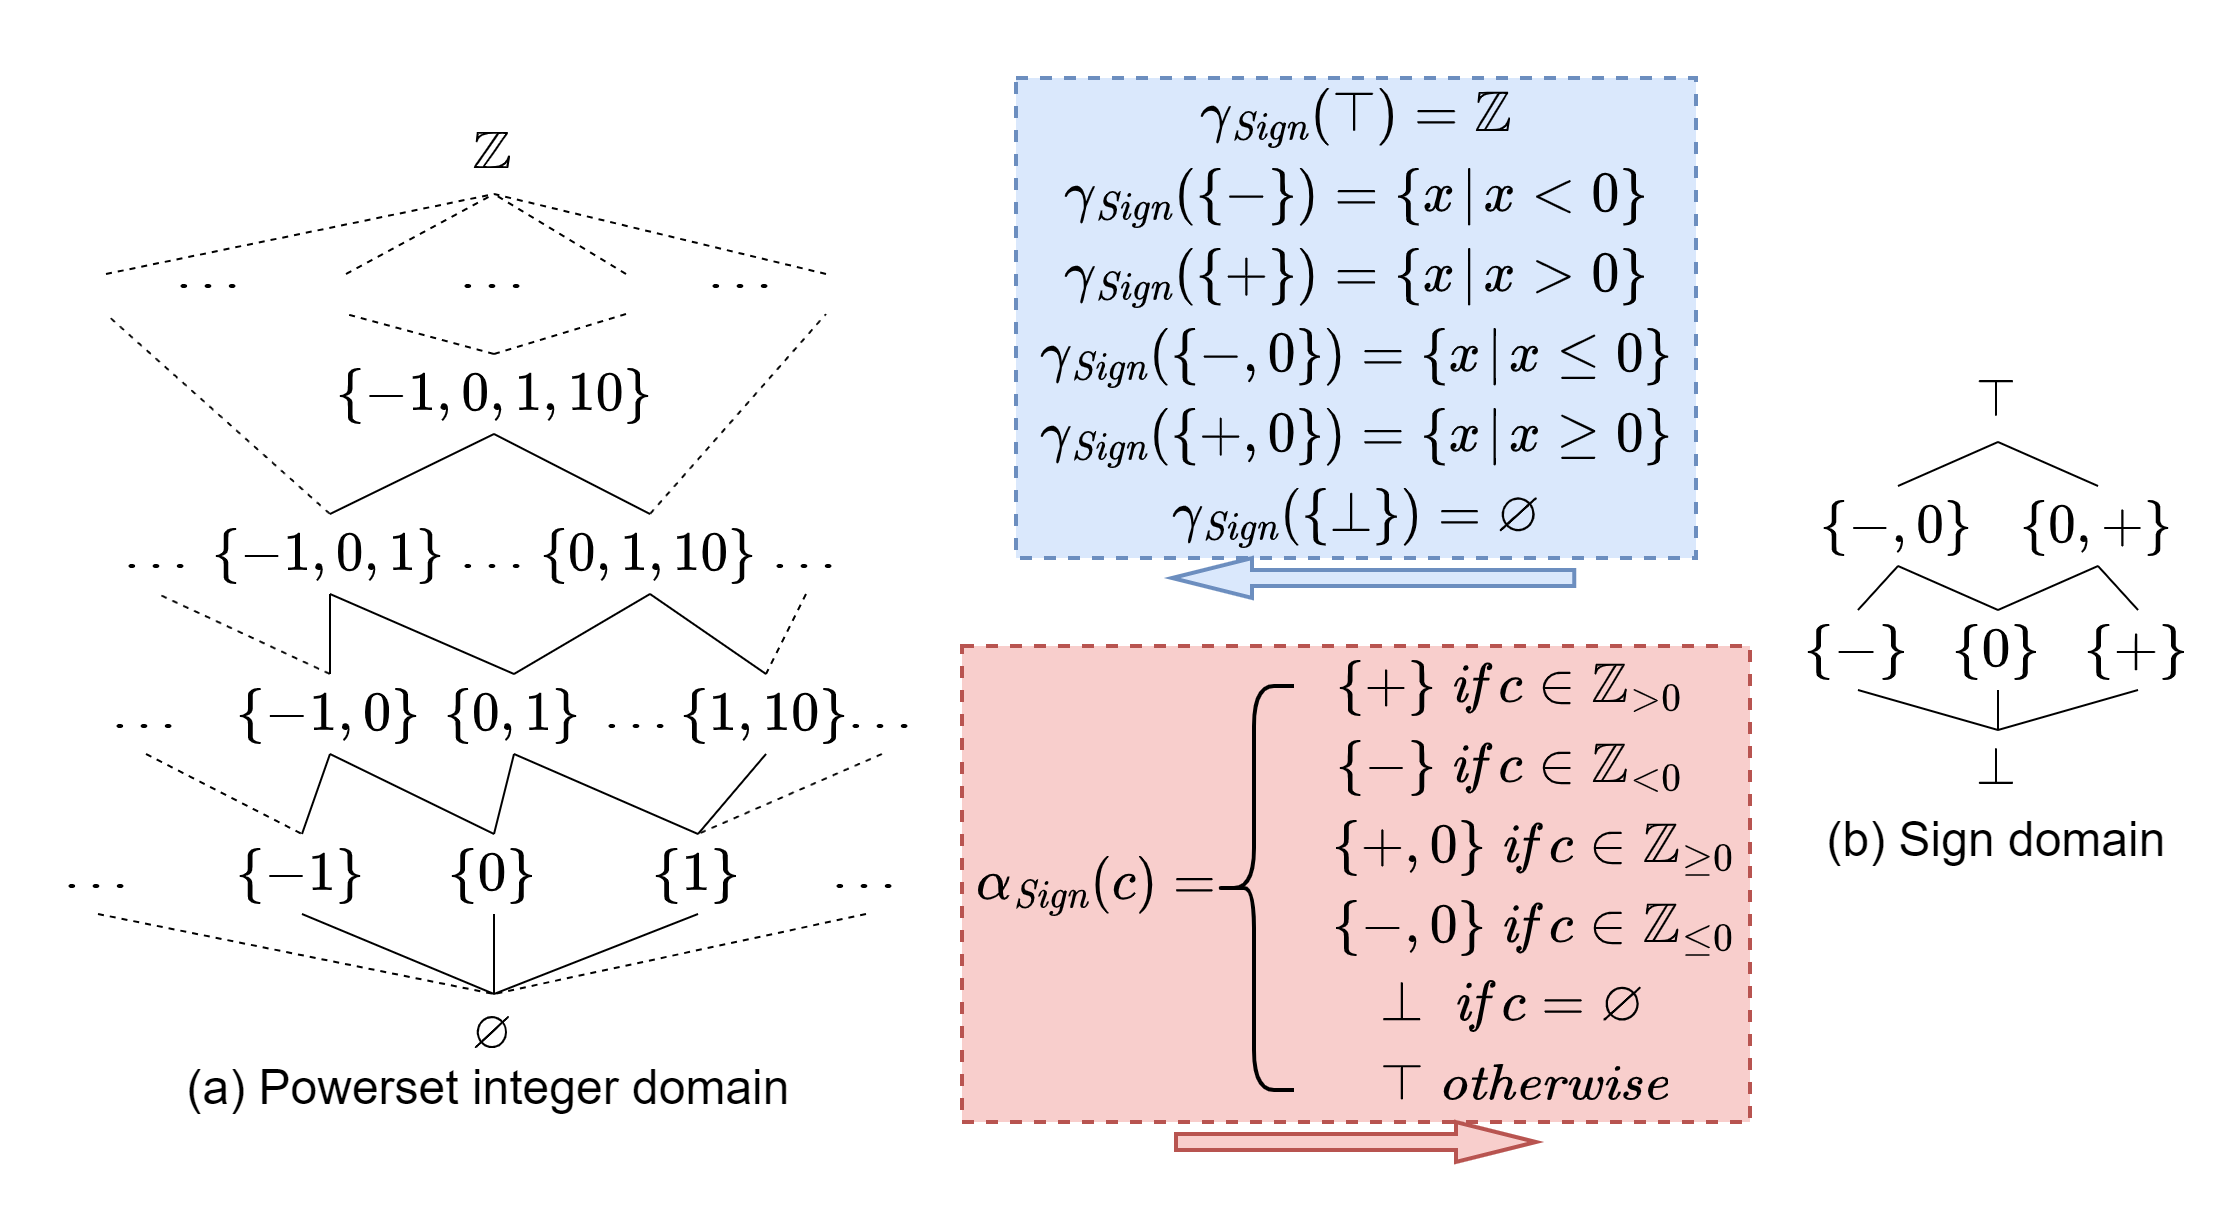 ℤ
... ... ...
{−1, 0, 1, 10}
... {−1, 0, 1} ... {0, 1, 10} ...
... {−1, 0} {0, 1} ... {1, 10} ...
... {−1} {0} {1} ...
∅
(a) Powerset integer domain
γ_Sign(⊤) = ℤ
γ_Sign({−}) = {x | x < 0}
γ_Sign({+}) = {x | x > 0}
γ_Sign({−, 0}) = {x | x ≤ 0}
γ_Sign({+, 0}) = {x | x ≥ 0}
γ_Sign({⊥}) = ∅
α_Sign(c) =
{+} if c ∈ ℤ_>0
{−} if c ∈ ℤ_<0
{+, 0} if c ∈ ℤ_≥0
{−, 0} if c ∈ ℤ_≤0
⊥ if c = ∅
⊤ otherwise
⊤
{−, 0} {0, +}
{−} {0} {+}
⊥
(b) Sign domain